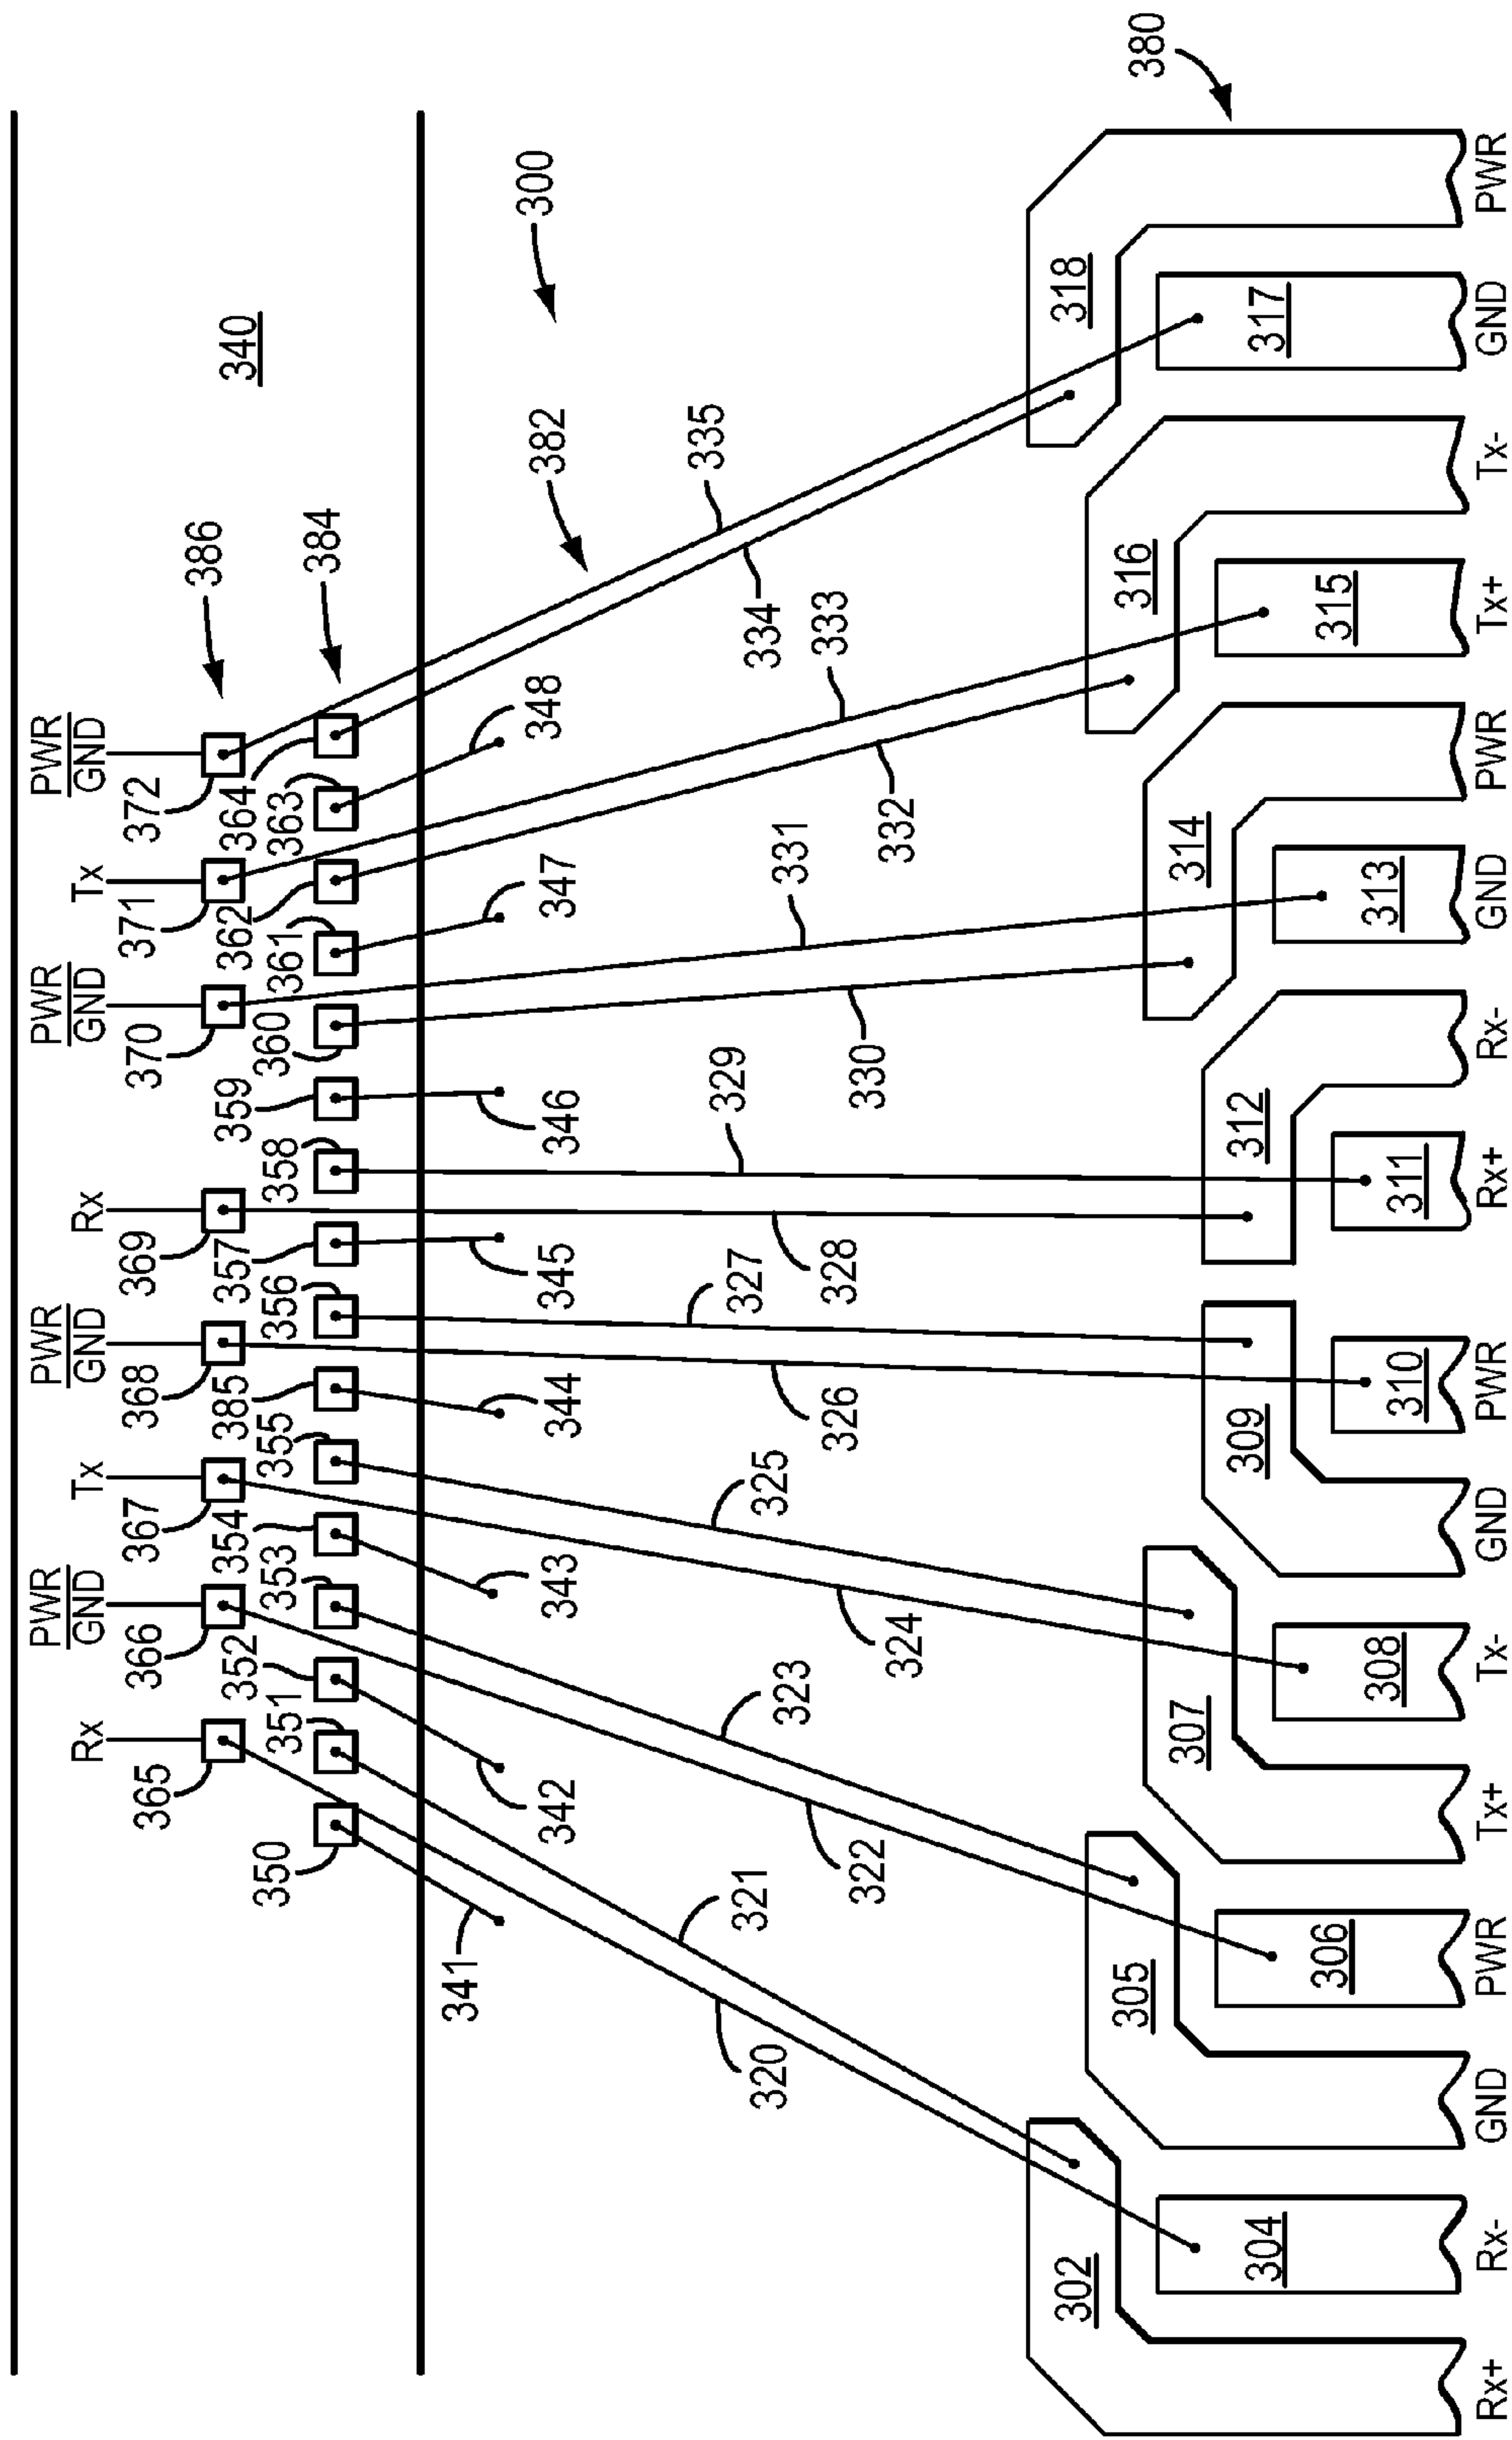 Rx
PWR
GND
Tx
PWR
GND
Rx
PWR
GND
Tx
PWR
GND
365
366
367
368
369
370
371
372
386
350
351
352
353
354
355
385
356
357
358
359
360
361
362
363
364
384
340
341
342
343
344
345
346
347
348
382
300
320
321
322
323
324
325
326
327
328
329
330
331
332
333
334
335
380
302
304
305
306
307
308
309
310
312
311
314
313
316
315
318
317
Rx+
Rx-
GND
PWR
Tx+
Tx-
GND
PWR
Rx+
Rx-
GND
PWR
Tx+
Tx-
GND
PWR